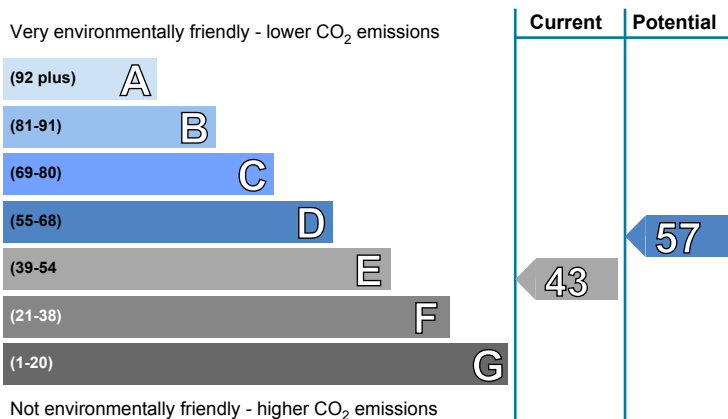 Current Potential
Very environmentally friendly - lower CO2 emissions
(92 plus) A
(81-91) B
(69-80) C
(55-68) D
57
(39-54 E
43
(21-38) F
(1-20) G
Not environmentally friendly - higher CO2 emissions